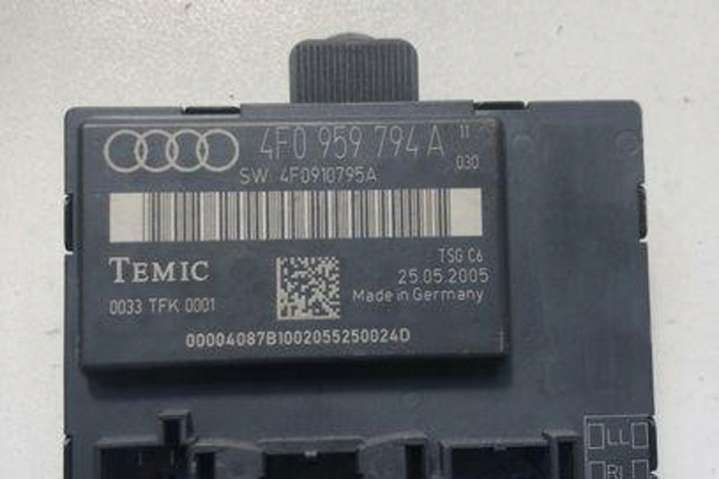 4F0 959 794 A 11
030
SW 4F0910795A
TEMIC
TSG C6
25.05.2005
0033 TFK 0001
Made in Germany
00004087B1002055250024D
LL